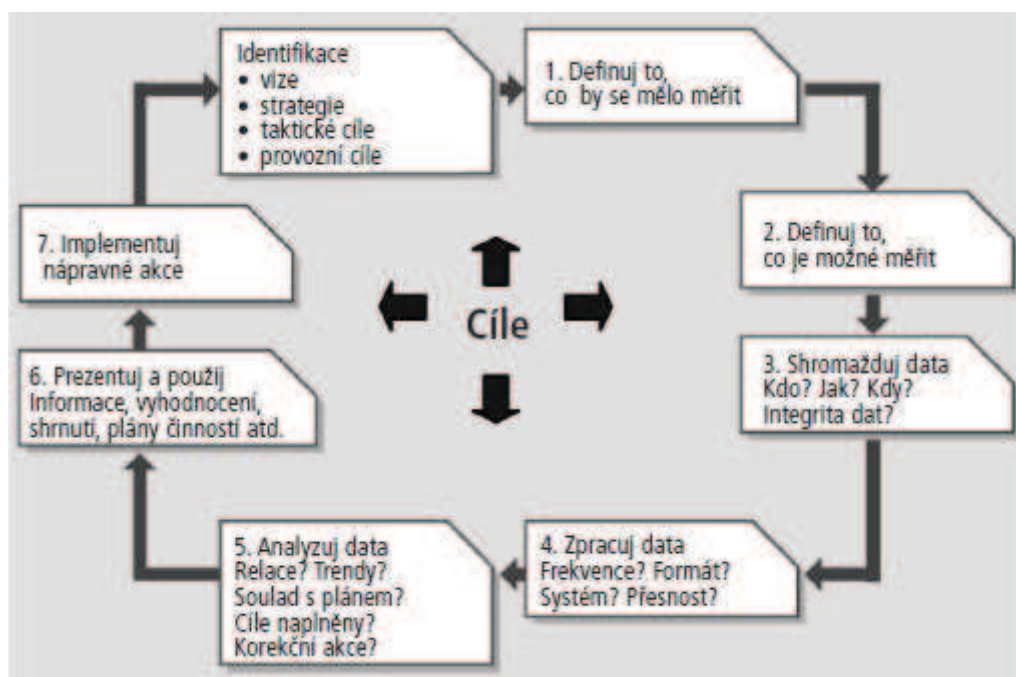 Identifikace
• vize
• strategie
• taktické cíle
• provozní cíle
1. Definuj to,
co by se mělo měřit
2. Definuj to,
co je možné měřit
3. Shromažduj data
Kdo? Jak? Kdy?
Integrita dat?
4. Zpracuj data
Frekvence? Formát?
Systém? Přesnost?
5. Analyzuj data
Relace? Trendy?
Soulad s plánem?
Cíle naplněny?
Korekční akce?
6. Prezentuj a použij
Informace, vyhodnocení,
shrnutí, plány činností atd.
7. Implementuj
nápravné akce
Cíle